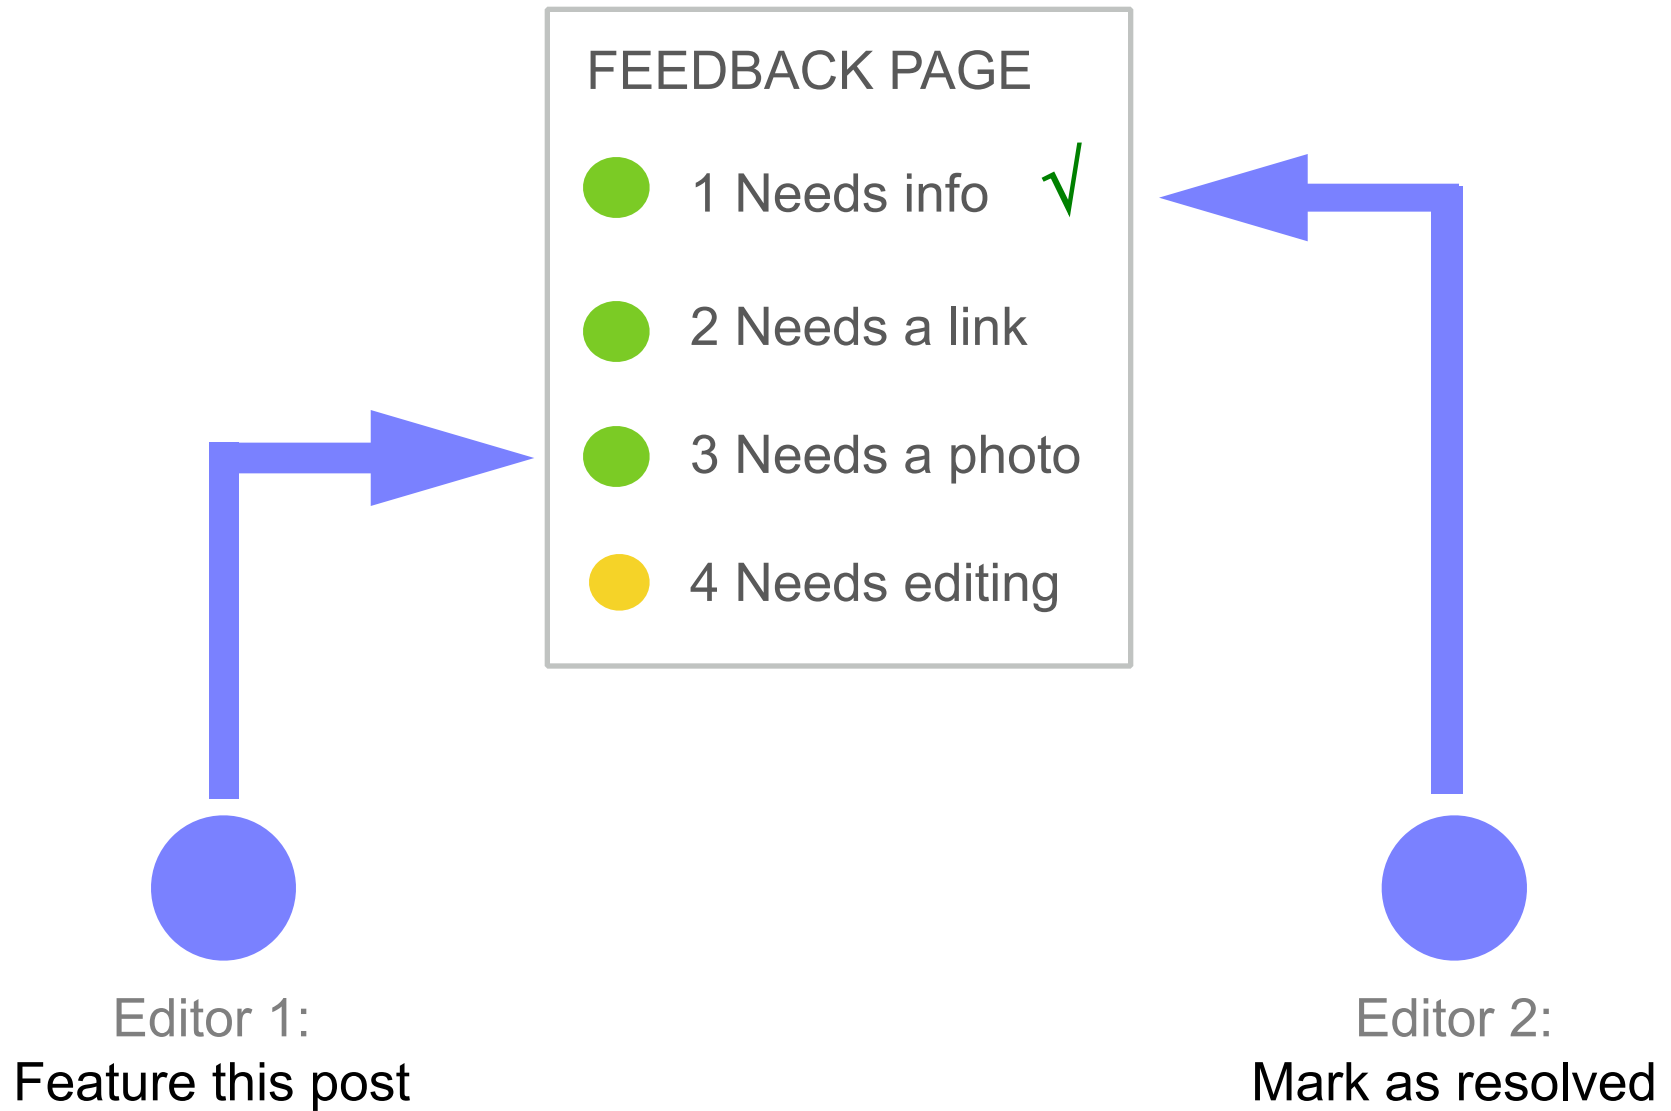 FEEDBACK PAGE
1 Needs info √
2 Needs a link
3 Needs a photo
4 Needs editing
Editor 1:
Feature this post
Editor 2:
Mark as resolved